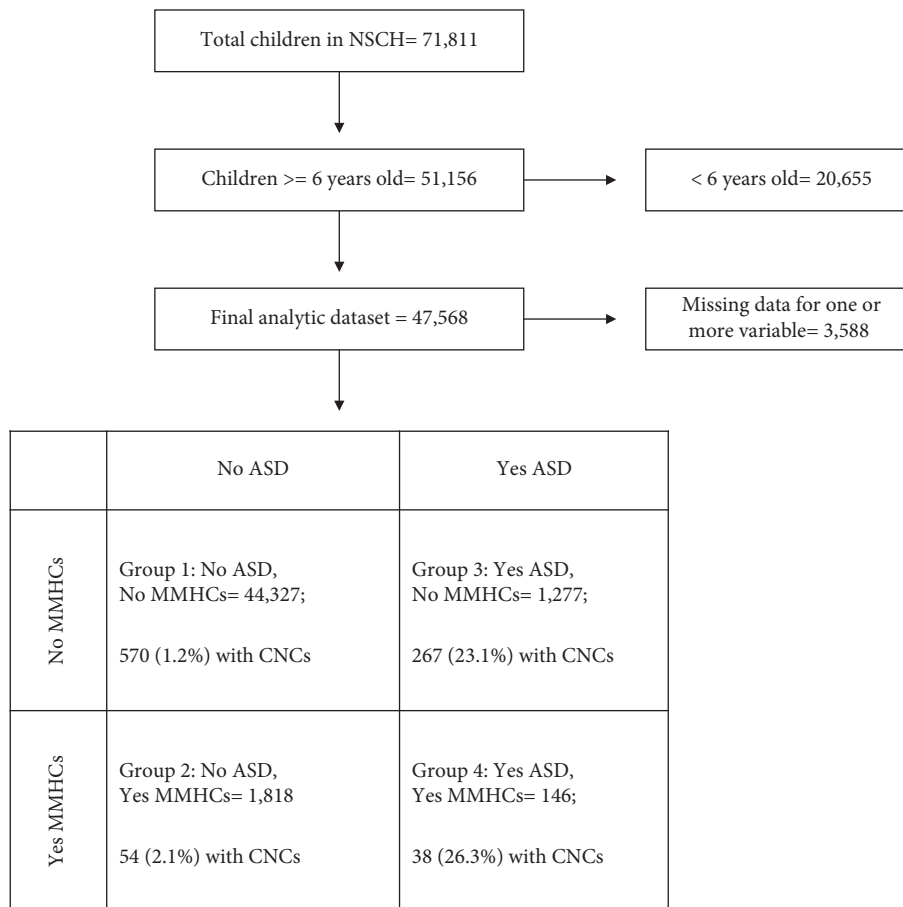 Total children in NSCH= 71,811
Children >= 6 years old= 51,156
< 6 years old= 20,655
Final analytic dataset = 47,568
Missing data for one or
more variable= 3,588
No ASD
Yes ASD
No MMHCs
Group 1: No ASD,
No MMHCs= 44,327;
570 (1.2%) with CNCs
Group 3: Yes ASD,
No MMHCs= 1,277;
267 (23.1%) with CNCs
Yes MMHCs
Group 2: No ASD,
Yes MMHCs= 1,818
54 (2.1%) with CNCs
Group 4: Yes ASD,
Yes MMHCs= 146;
38 (26.3%) with CNCs